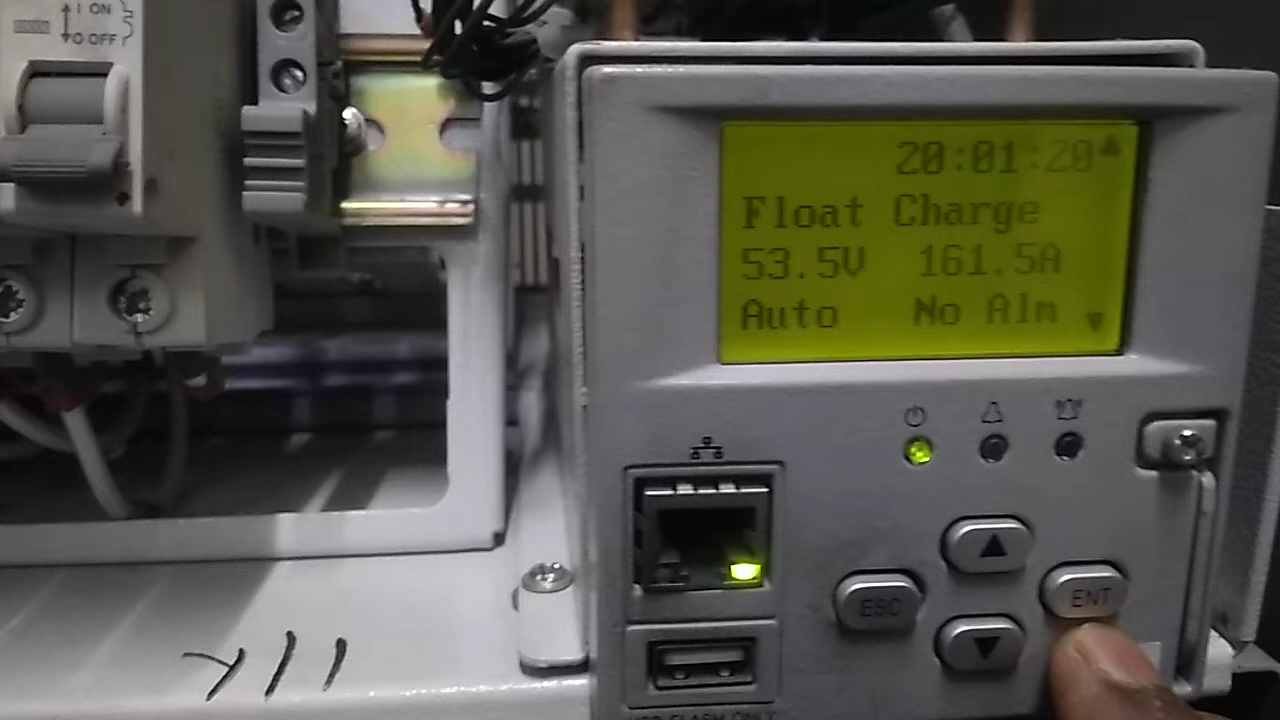 I ON
O OFF
20:01:20
Float Charge
53.5V 161.5A
Auto No Alm
ESC
ENT